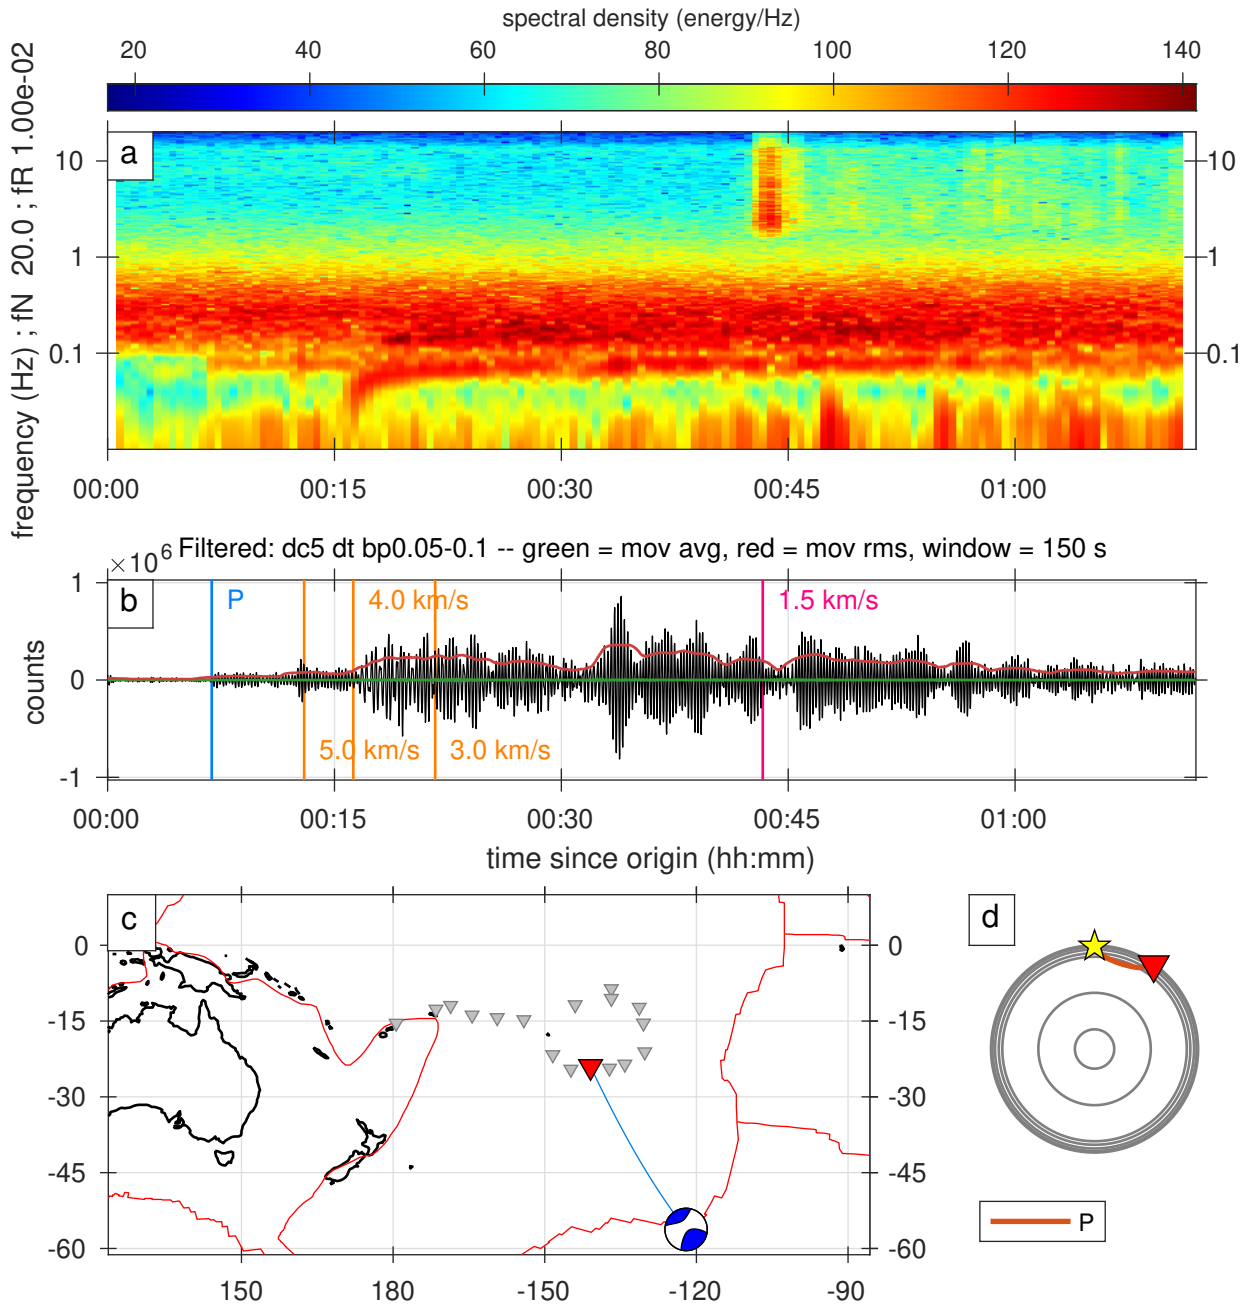 spectral density (energy/Hz)
20 40 60 80 100 120 140
frequency (Hz) ; fN 20.0 ; fR 1.00e-02
a
10 10
1 1
0.1 0.1
00:00 00:15 00:30 00:45 01:00
×10⁶ Filtered: dc5 dt bp0.05-0.1 -- green = mov avg, red = mov rms, window = 150 s
counts
b
1
0
-1
P 4.0 km/s 1.5 km/s
5.0 km/s 3.0 km/s
00:00 00:15 00:30 00:45 01:00
time since origin (hh:mm)
c
0 0
-15 -15
-30 -30
-45 -45
-60 -60
150 180 -150 -120 -90
d
P